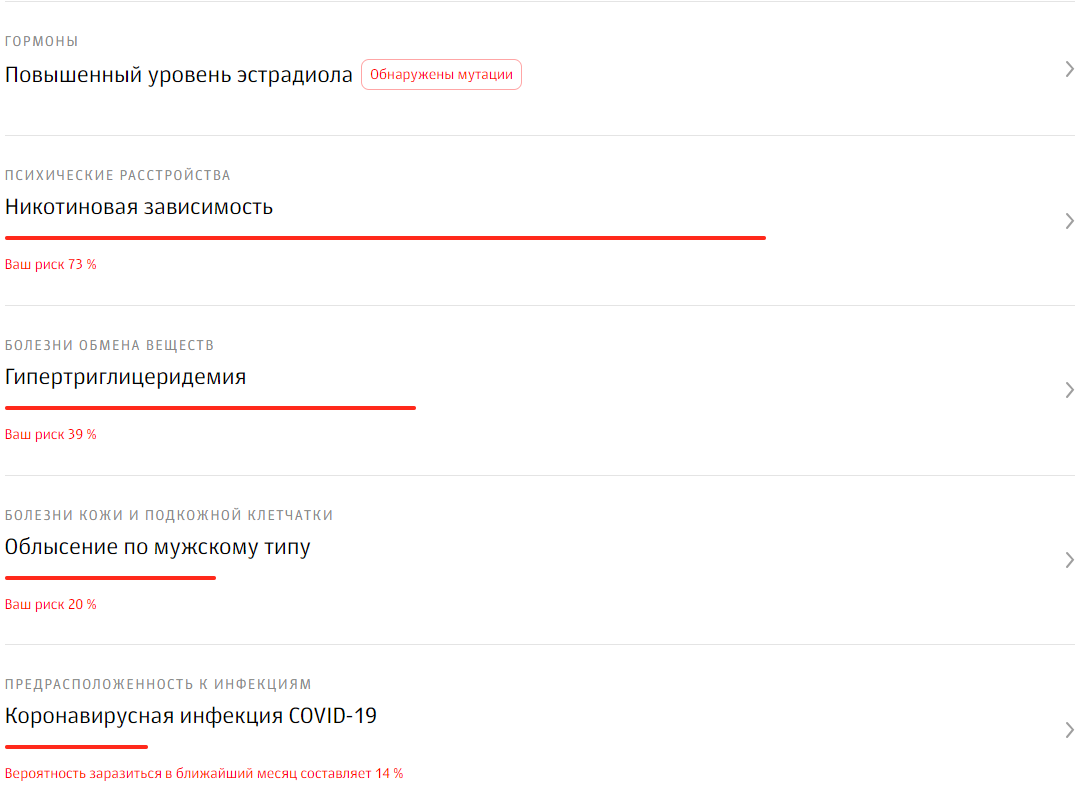 ГОРМОНЫ
Повышенный уровень эстрадиола Обнаружены мутации
ПСИХИЧЕСКИЕ РАССТРОЙСТВА
Никотиновая зависимость
Ваш риск 73 %
БОЛЕЗНИ ОБМЕНА ВЕЩЕСТВ
Гипертриглицеридемия
Ваш риск 39 %
БОЛЕЗНИ КОЖИ И ПОДКОЖНОЙ КЛЕТЧАТКИ
Облысение по мужскому типу
Ваш риск 20 %
ПРЕДРАСПОЛОЖЕННОСТЬ К ИНФЕКЦИЯМ
Коронавирусная инфекция COVID-19
Вероятность заразиться в ближайший месяц составляет 14 %